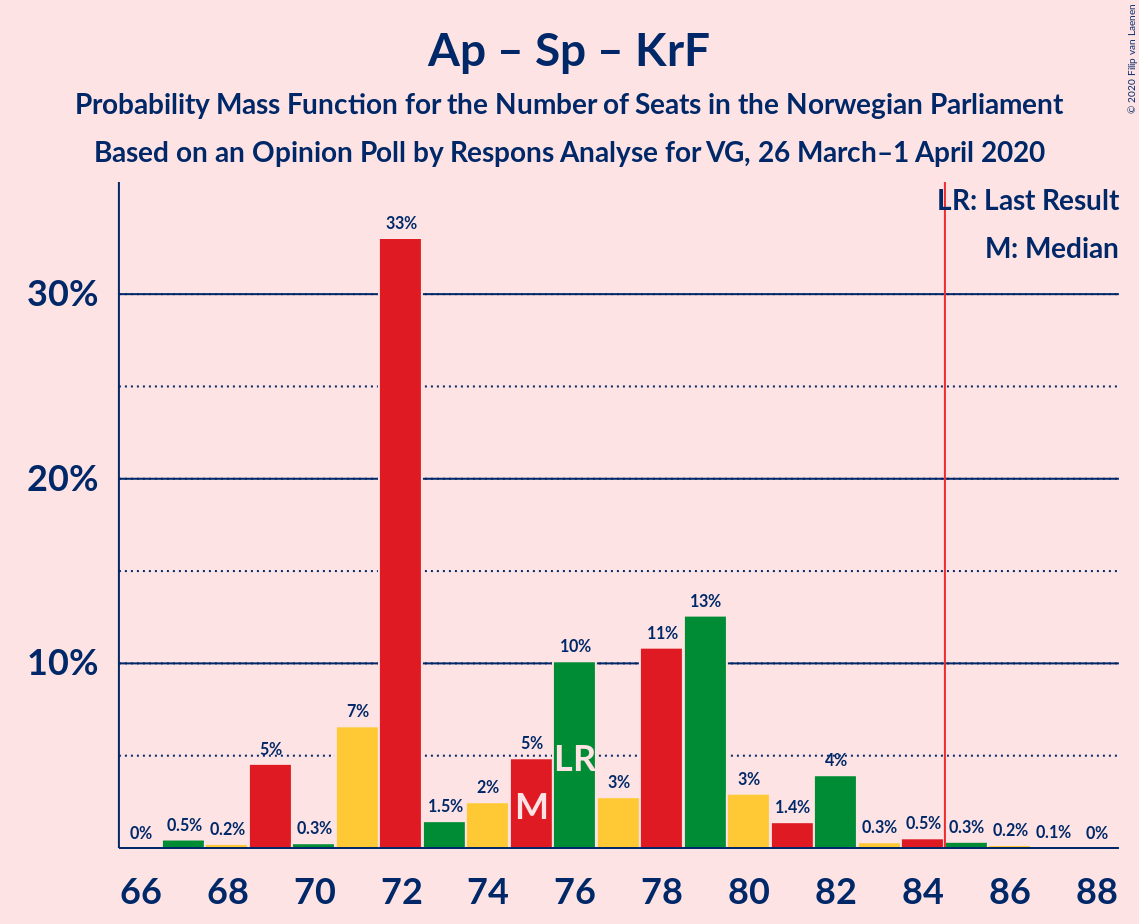 Ap – Sp – KrF
Probability Mass Function for the Number of Seats in the Norwegian Parliament
Based on an Opinion Poll by Respons Analyse for VG, 26 March–1 April 2020
© 2020 Filip van Laenen
LR: Last Result
M: Median
30%
20%
10%
0%
0.5%
0.2%
5%
0.3%
7%
33%
1.5%
2%
5%
10%
3%
11%
13%
3%
1.4%
4%
0.3%
0.5%
0.3%
0.2%
0.1%
0%
M
LR
66 68 70 72 74 76 78 80 82 84 86 88